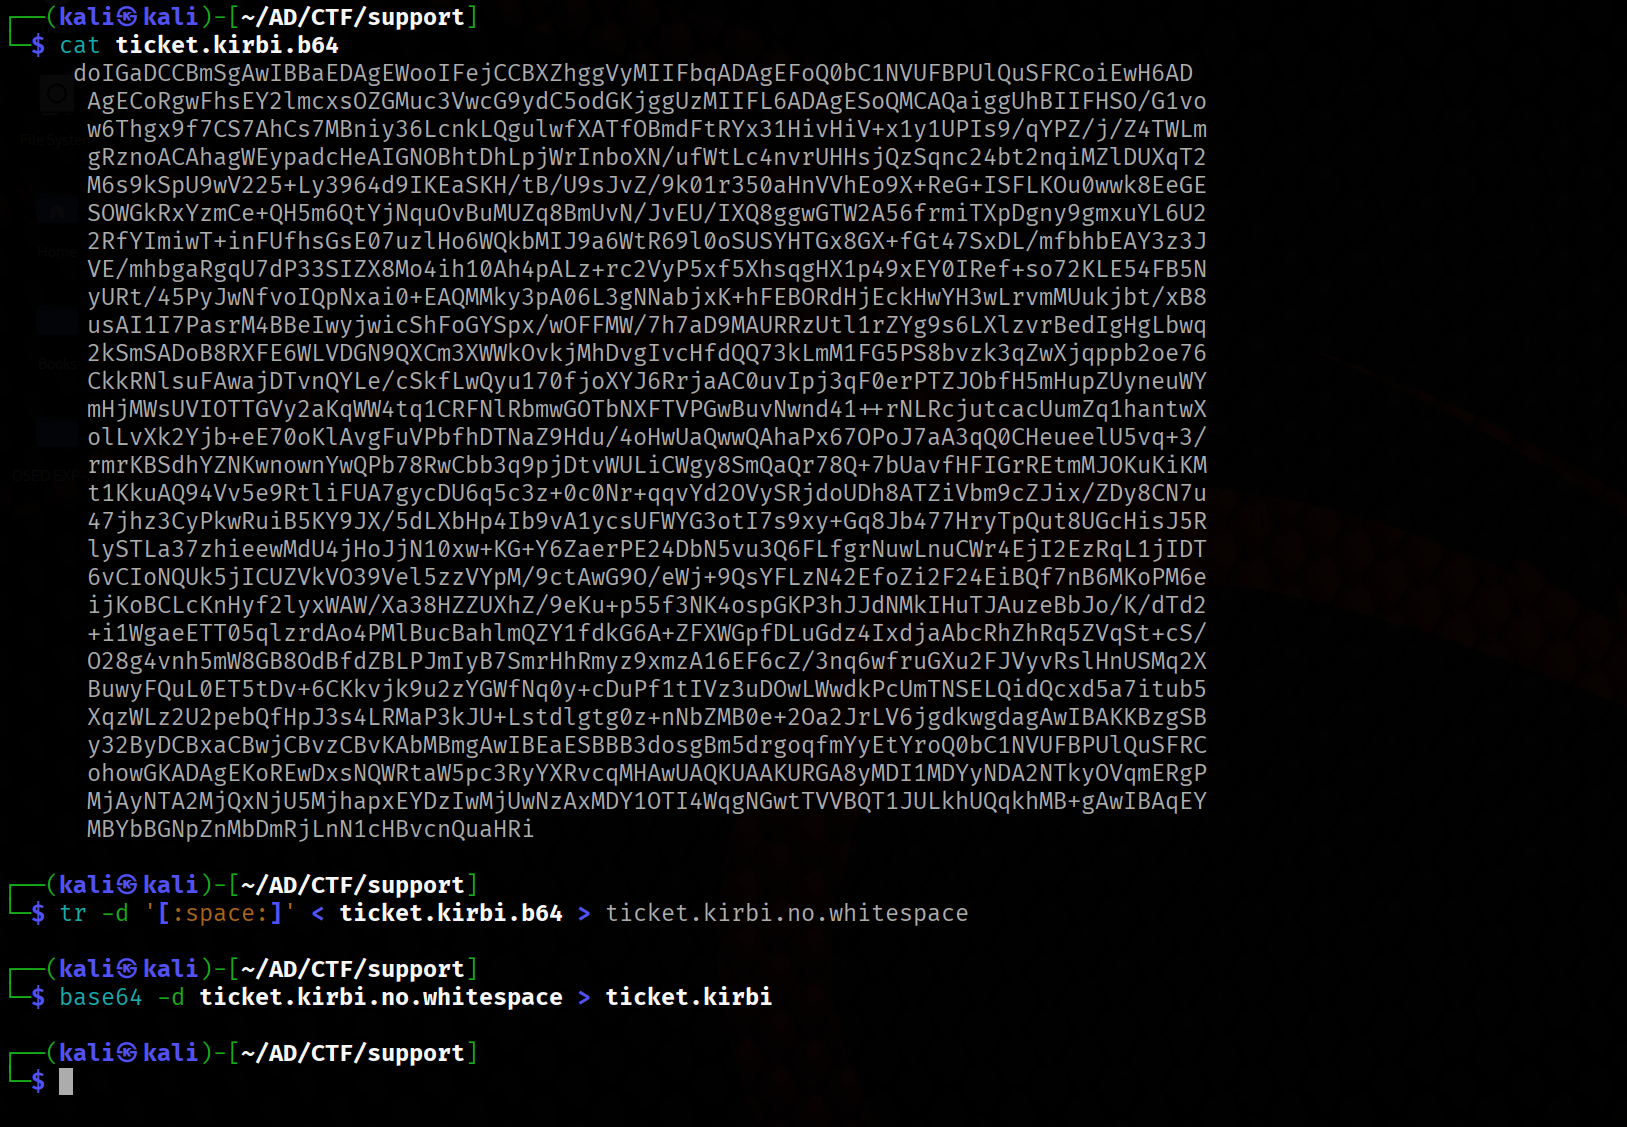 ┌──(kali㉿kali)-[~/AD/CTF/support]
└─$ cat ticket.kirbi.b64
doIGaDCCBmSgAwIBBaEDAgEWooIFejCCBXZhggVyMIIFbqADAgEFoQ0bC1NVUFBPUlQuSFRCoiEwH6AD
AgECoRgwFhsEY2lmcxsOZGMuc3VwcG9ydC5odGKjggUzMIIFL6ADAgESoQMCAQaiggUhBIIFHSO/G1vo
w6Thgx9f7CS7AhCs7MBniy36LcnkLQgulwfXATfOBmdFtRYx31HivHiV+x1y1UPIs9/qYPZ/j/Z4TWLm
gRznoACAhagWEypadcHeAIGNOBhtDhLpjWrInboXN/ufWtLc4nvrUHHsjQzSqnc24bt2nqiMZlDUXqT2
M6s9kSpU9wV225+Ly3964d9IKEaSKH/tB/U9sJvZ/9k01r350aHnVVhEo9X+ReG+ISFLKOu0wwk8EeGE
SOWGkRxYzmCe+QH5m6QtYjNquOvBuMUZq8BmUvN/JvEU/IXQ8ggwGTW2A56frmiTXpDgny9gmxuYL6U2
2RfYImiwT+inFUfhsGsE07uzlHo6WQkbMIJ9a6WtR69l0oSUSYHTGx8GX+fGt47SxDL/mfbhbEAY3z3J
VE/mhbgaRgqU7dP33SIZX8Mo4ih10Ah4pALz+rc2VyP5xf5XhsqgHX1p49xEY0IRef+so72KLE54FB5N
yURt/45PyJwNfvoIQpNxai0+EAQMMky3pA06L3gNNabjxK+hFEBORdHjEckHwYH3wLrvmMUukjbt/xB8
usAI1I7PasrM4BBeIwyjwicShFoGYSpx/wOFFMW/7h7aD9MAURRzUtl1rZYg9s6LXlzvrBedIgHgLbwq
2kSmSADoB8RXFE6WLVDGN9QXCm3XWWkOvkjMhDvgIvcHfdQQ73kLmM1FG5PS8bvzk3qZwXjqppb2oe76
CkkRNlsuFAwajDTvnQYLe/cSkfLwQyu170fjoXYJ6RrjaAC0uvIpj3qF0erPTZJObfH5mHupZUyneuWY
mHjMWsUVIOTTGVy2aKqWW4tq1CRFNlRbmwGOTbNXFTVPGwBuvNwnd41++rNLRcjutcacUumZq1hantwX
olLvXk2Yjb+eE70oKlAvgFuVPbfhDTNaZ9Hdu/4oHwUaQwwQAhaPx67OPoJ7aA3qQ0CHeueelU5vq+3/
rmrKBSdhYZNKwnownYwQPb78RwCbb3q9pjDtvWULiCWgy8SmQaQr78Q+7bUavfHFIGrREtmMJOKuKiKM
t1KkuAQ94Vv5e9RtliFUA7gycDU6q5c3z+0c0Nr+qqvYd2OVySRjdoUDh8ATZiVbm9cZJix/ZDy8CN7u
47jhz3CyPkwRuiB5KY9JX/5dLXbHp4Ib9vA1ycsUFWYG3otI7s9xy+Gq8Jb477HryTpQut8UGcHisJ5R
lySTLa37zhieewMdU4jHoJjN10xw+KG+Y6ZaerPE24DbN5vu3Q6FLfgrNuwLnuCWr4EjI2EzRqL1jIDT
6vCIoNQUk5jICUZVkVO39Vel5zzVYpM/9ctAwG9O/eWj+9QsYFLzN42EfoZi2F24EiBQf7nB6MKoPM6e
ijKoBCLcKnHyf2lyxWAW/Xa38HZZUXhZ/9eKu+p55f3NK4ospGKP3hJJdNMkIHuTJAuzeBbJo/K/dTd2
+i1WgaeETT05qlzrdAo4PMlBucBahlmQZY1fdkG6A+ZFXWGpfDLuGdz4IxdjaAbcRhZhRq5ZVqSt+cS/
O28g4vnh5mW8GB8OdBfdZBLPJmIyB7SmrHhRmyz9xmzA16EF6cZ/3nq6wfruGXu2FJVyvRslHnUSMq2X
BuwyFQuL0ET5tDv+6CKkvjk9u2zYGWfNq0y+cDuPf1tIVz3uDOwLWwdkPcUmTNSELQidQcxd5a7itub5
XqzWLz2U2pebQfHpJ3s4LRMaP3kJU+Lstdlgtg0z+nNbZMB0e+2Oa2JrLV6jgdkwgdagAwIBAKKBzgSB
y32ByDCBxaCBwjCBvzCBvKAbMBmgAwIBEaESBBB3dosgBm5drgoqfmYyEtYroQ0bC1NVUFBPUlQuSFRC
ohowGKADAgEKoREwDxsNQWRtaW5pc3RyYXRvcqMHAwUAQKUAAKURGA8yMDI1MDYyNDA2NTkyOVqmERgP
MjAyNTA2MjQxNjU5MjhapxEYDzIwMjUwNzAxMDY1OTI4WqgNGwtTVVBQT1JULkhUQqkhMB+gAwIBAqEY
MBYbBGNpZnMbDmRjLnN1cHBvcnQuaHRi
┌──(kali㉿kali)-[~/AD/CTF/support]
└─$ tr -d '[:space:]' < ticket.kirbi.b64 > ticket.kirbi.no.whitespace
┌──(kali㉿kali)-[~/AD/CTF/support]
└─$ base64 -d ticket.kirbi.no.whitespace > ticket.kirbi
┌──(kali㉿kali)-[~/AD/CTF/support]
└─$
File System
Home
Books
OSED EXP